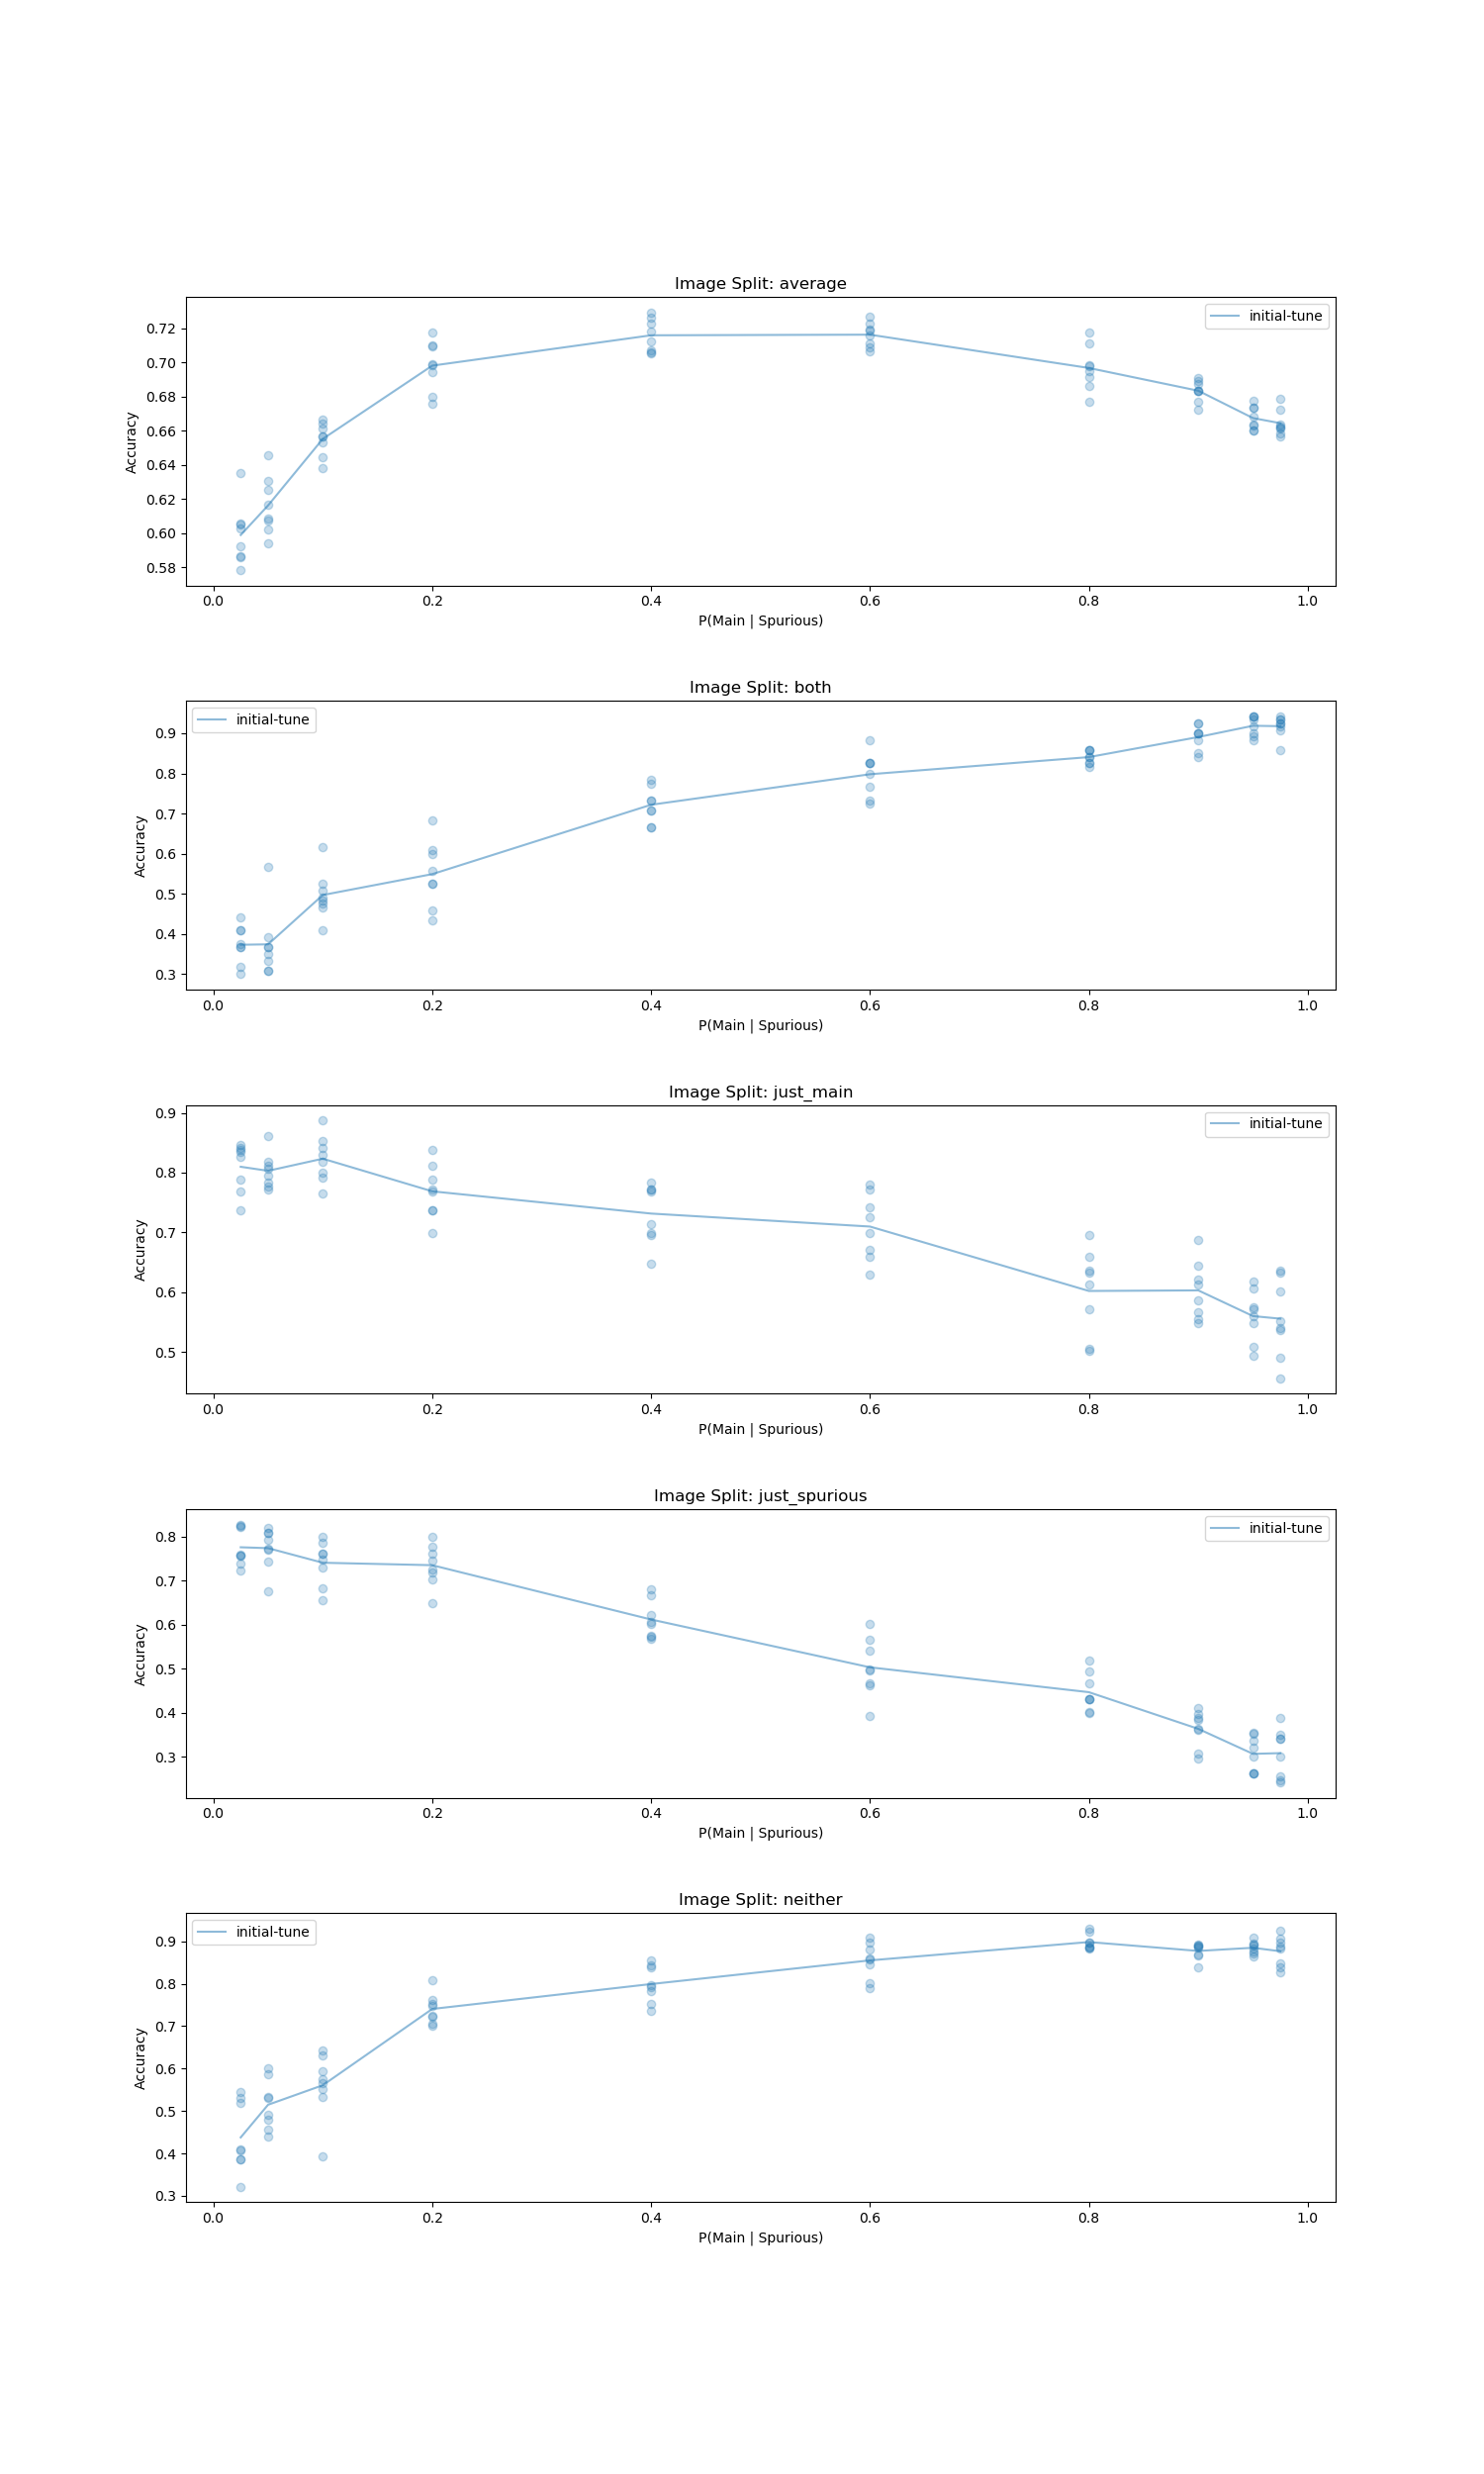 Image Split: average
initial-tune
Accuracy
0.72
0.70
0.68
0.66
0.64
0.62
0.60
0.58
0.0 0.2 0.4 0.6 0.8 1.0
P(Main | Spurious)
Image Split: both
initial-tune
Accuracy
0.9
0.8
0.7
0.6
0.5
0.4
0.3
0.0 0.2 0.4 0.6 0.8 1.0
P(Main | Spurious)
Image Split: just_main
initial-tune
Accuracy
0.9
0.8
0.7
0.6
0.5
0.0 0.2 0.4 0.6 0.8 1.0
P(Main | Spurious)
Image Split: just_spurious
initial-tune
Accuracy
0.8
0.7
0.6
0.5
0.4
0.3
0.0 0.2 0.4 0.6 0.8 1.0
P(Main | Spurious)
Image Split: neither
initial-tune
Accuracy
0.9
0.8
0.7
0.6
0.5
0.4
0.3
0.0 0.2 0.4 0.6 0.8 1.0
P(Main | Spurious)